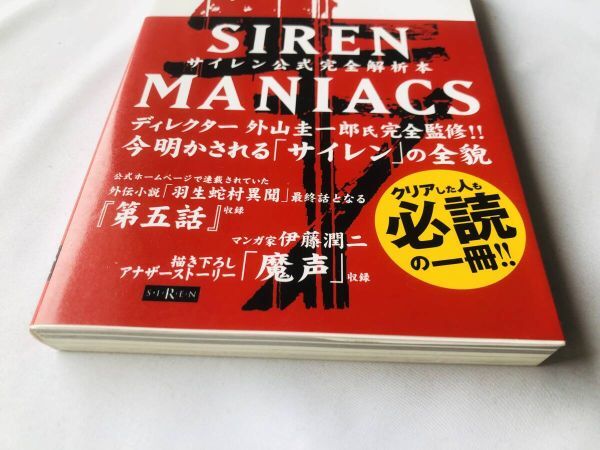 SIREN
サイレン公式完全解析本
MANIACS
ディレクター 外山圭一郎氏完全監修!!
今明かされる「サイレン」の全貌
公式ホームページで連載されていた
外伝小説「羽生蛇村異聞」最終話となる
『第五話』収録
マンガ家 伊藤潤二
描き下ろし
アナザーストーリー「魔声」収録
S·I·R·E·N
クリアした人も
必読
の一冊!!